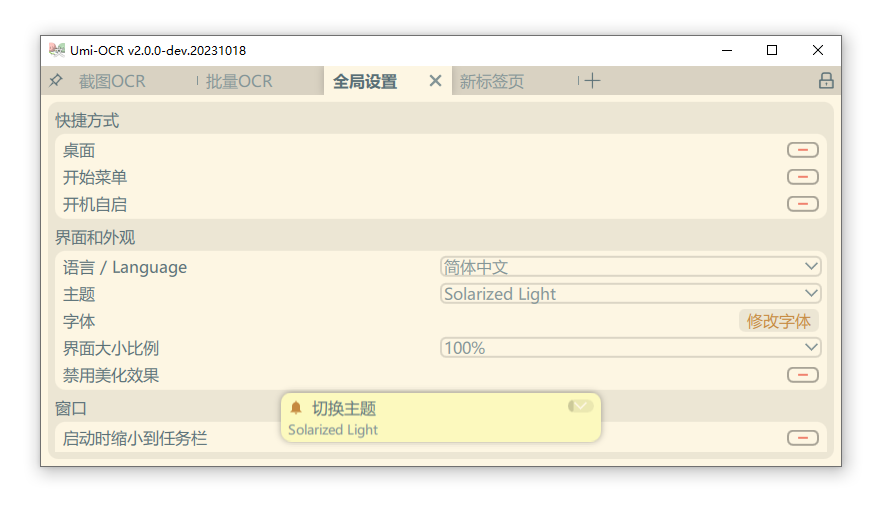 Umi-OCR v2.0.0-dev.20231018
截图OCR 批量OCR 全局设置 新标签页
快捷方式
桌面
开始菜单
开机自启
界面和外观
语言 / Language 简体中文
主题 Solarized Light
字体 修改字体
界面大小比例 100%
禁用美化效果
窗口
切换主题
Solarized Light
启动时缩小到任务栏